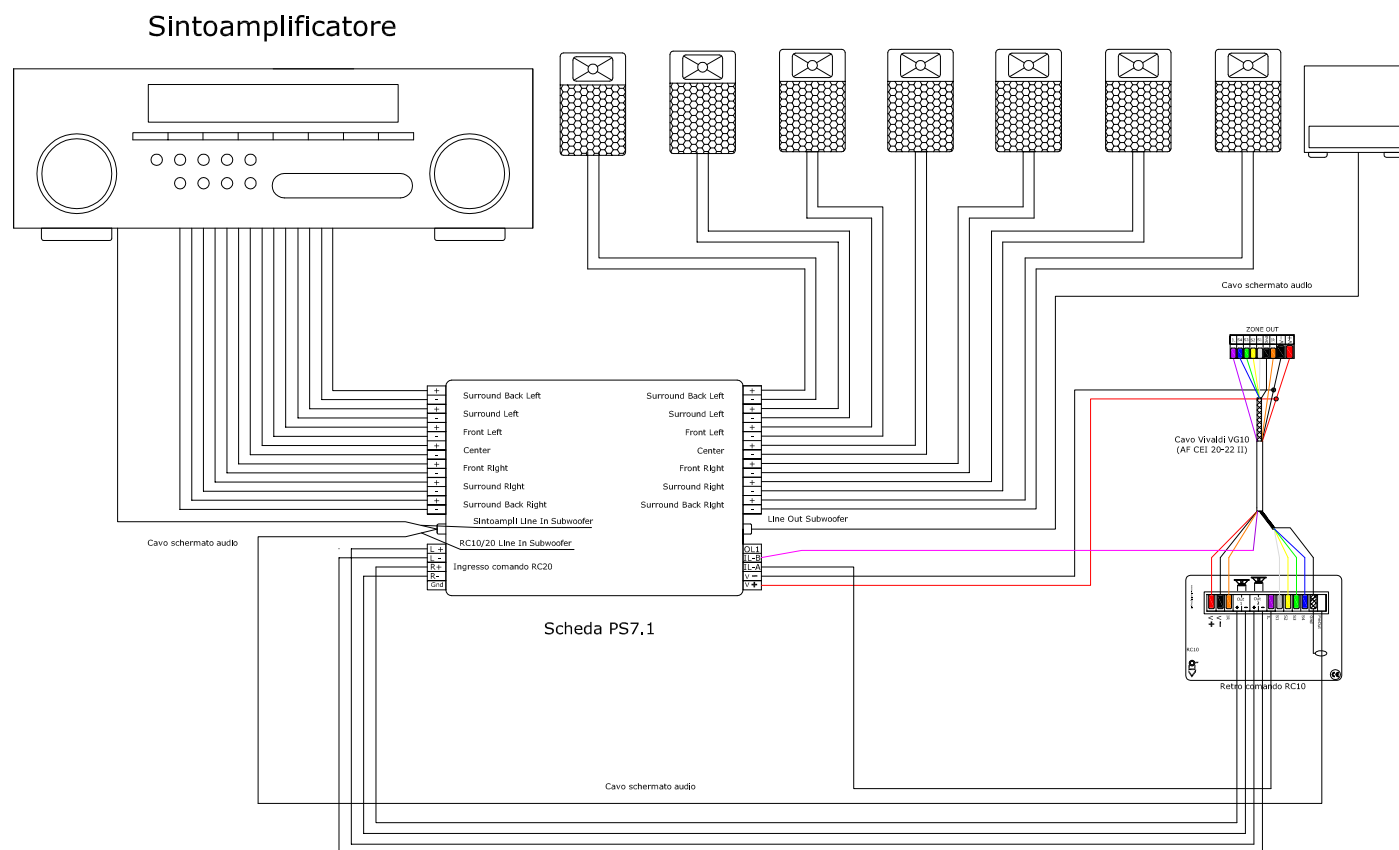 Sintoamplificatore
Cavo schermato audio
ZONE OUT
Cavo Vivaldi VG10
(AF CEI 20-22 II)
+
-
+
-
+
-
+
-
+
-
+
-
+
-
Surround Back Left
Surround Left
Front Left
Center
Front Right
Surround Right
Surround Back Right
Surround Back Left
Surround Left
Front Left
Center
Front Right
Surround Right
Surround Back Right
+
-
+
-
+
-
+
-
+
-
+
-
+
-
Sintoampli Line In Subwoofer
Line Out Subwoofer
Cavo schermato audio
RC10/20 Line In Subwoofer
L +
L -
R+
R-
Gnd
Ingresso comando RC20
OL1
IL-B
IL-A
V -
V +
Scheda PS7.1
V +
V -
RC10
Retro comando RC10
Cavo schermato audio